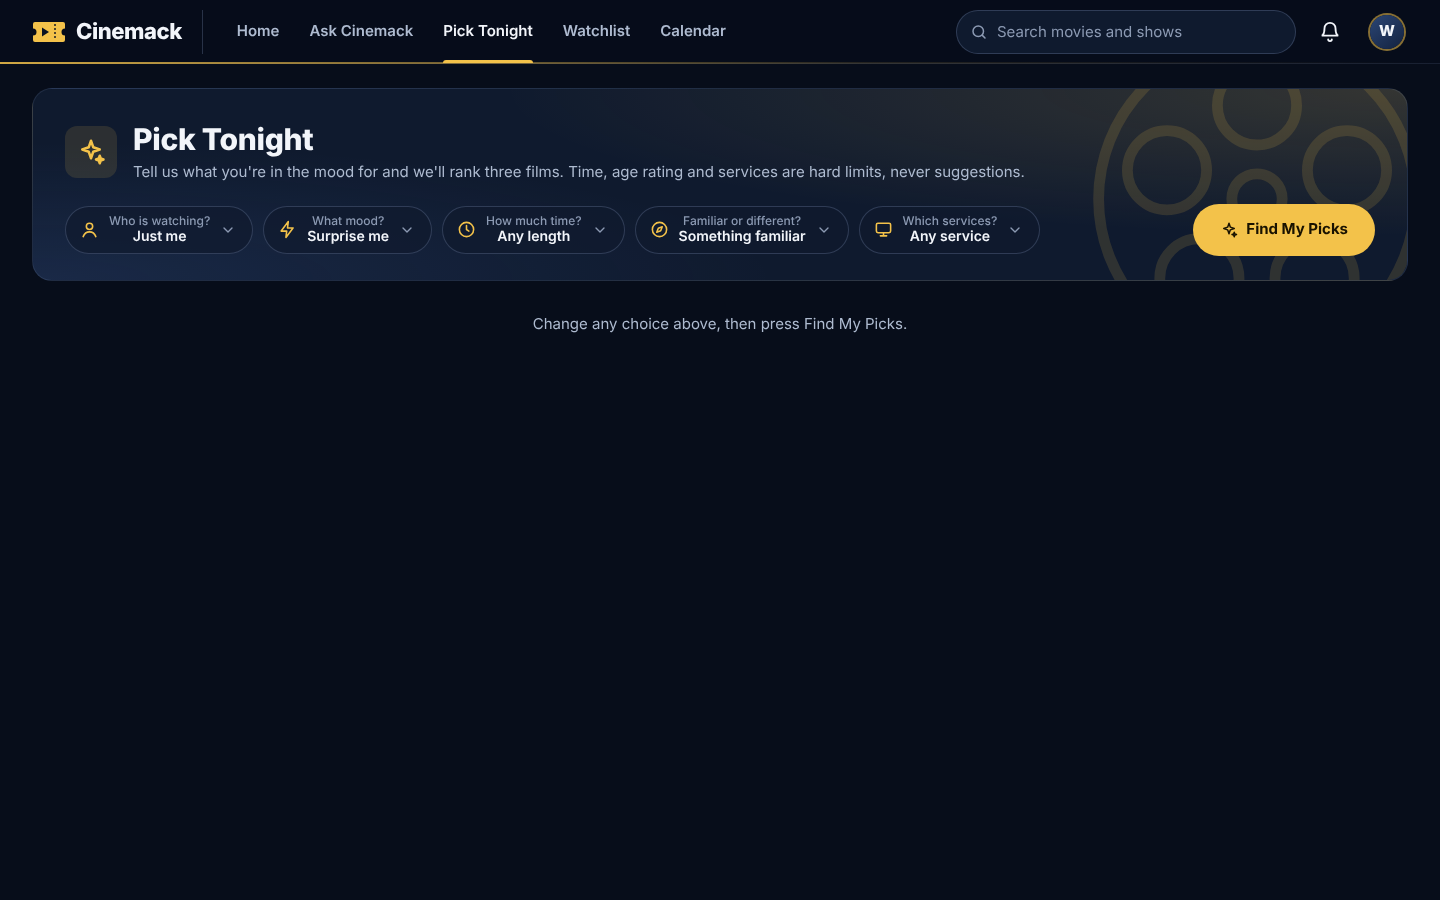 Cinemack
Home
Ask Cinemack
Pick Tonight
Watchlist
Calendar
Search movies and shows
W
Pick Tonight
Tell us what you're in the mood for and we'll rank three films. Time, age rating and services are hard limits, never suggestions.
Who is watching?
Just me
What mood?
Surprise me
How much time?
Any length
Familiar or different?
Something familiar
Which services?
Any service
Find My Picks
Change any choice above, then press Find My Picks.